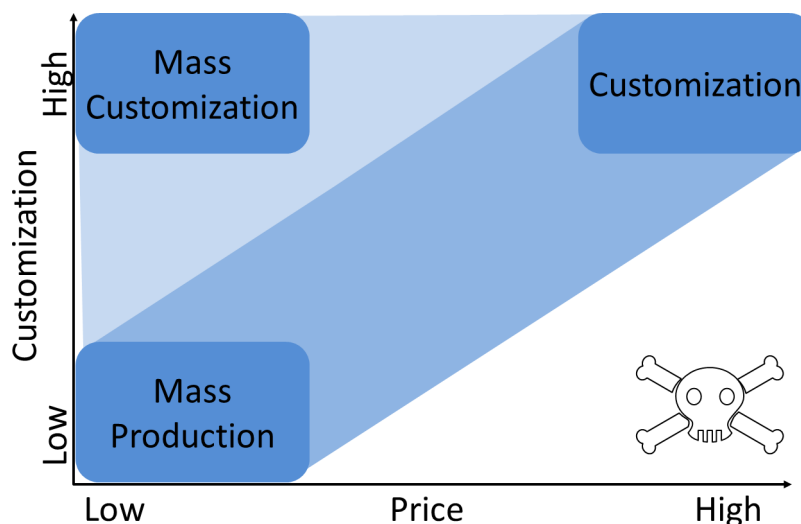 High
Mass
Customization
Customization
Customization
Mass
Production
Low
Low
Price
High